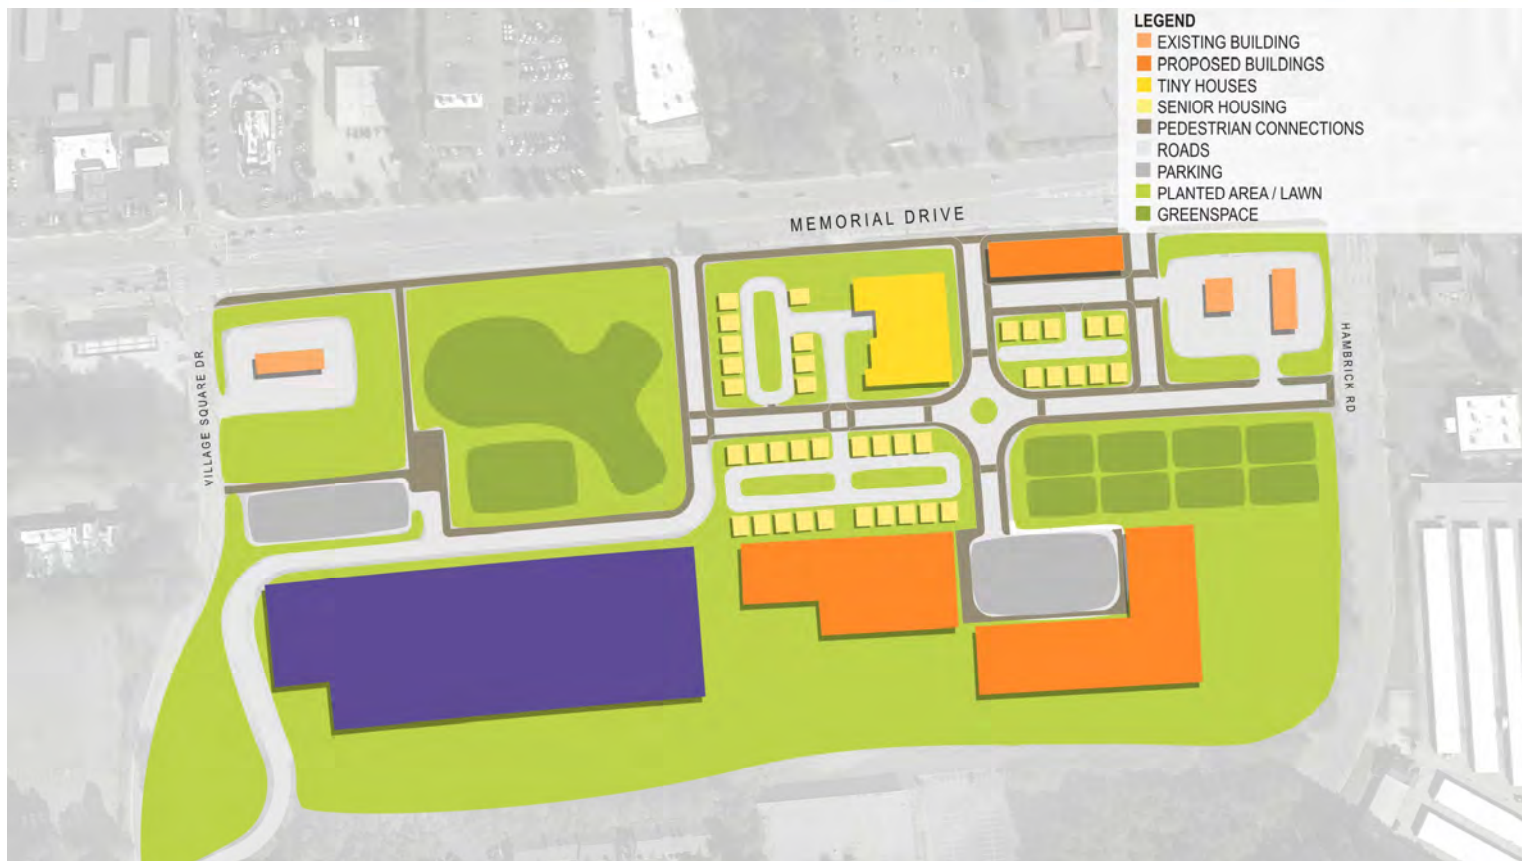 LEGEND
EXISTING BUILDING
PROPOSED BUILDINGS
TINY HOUSES
SENIOR HOUSING
PEDESTRIAN CONNECTIONS
ROADS
PARKING
PLANTED AREA / LAWN
GREENSPACE
MEMORIAL DRIVE
VILLAGE SQUARE DR
HAMBRICK RD